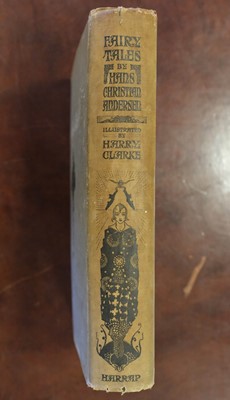 FAIRY
TALES
BY
HANS
CHRISTIAN
ANDERSEN
ILLUSTRATED
BY
HARRY
CLARKE
HARRAP